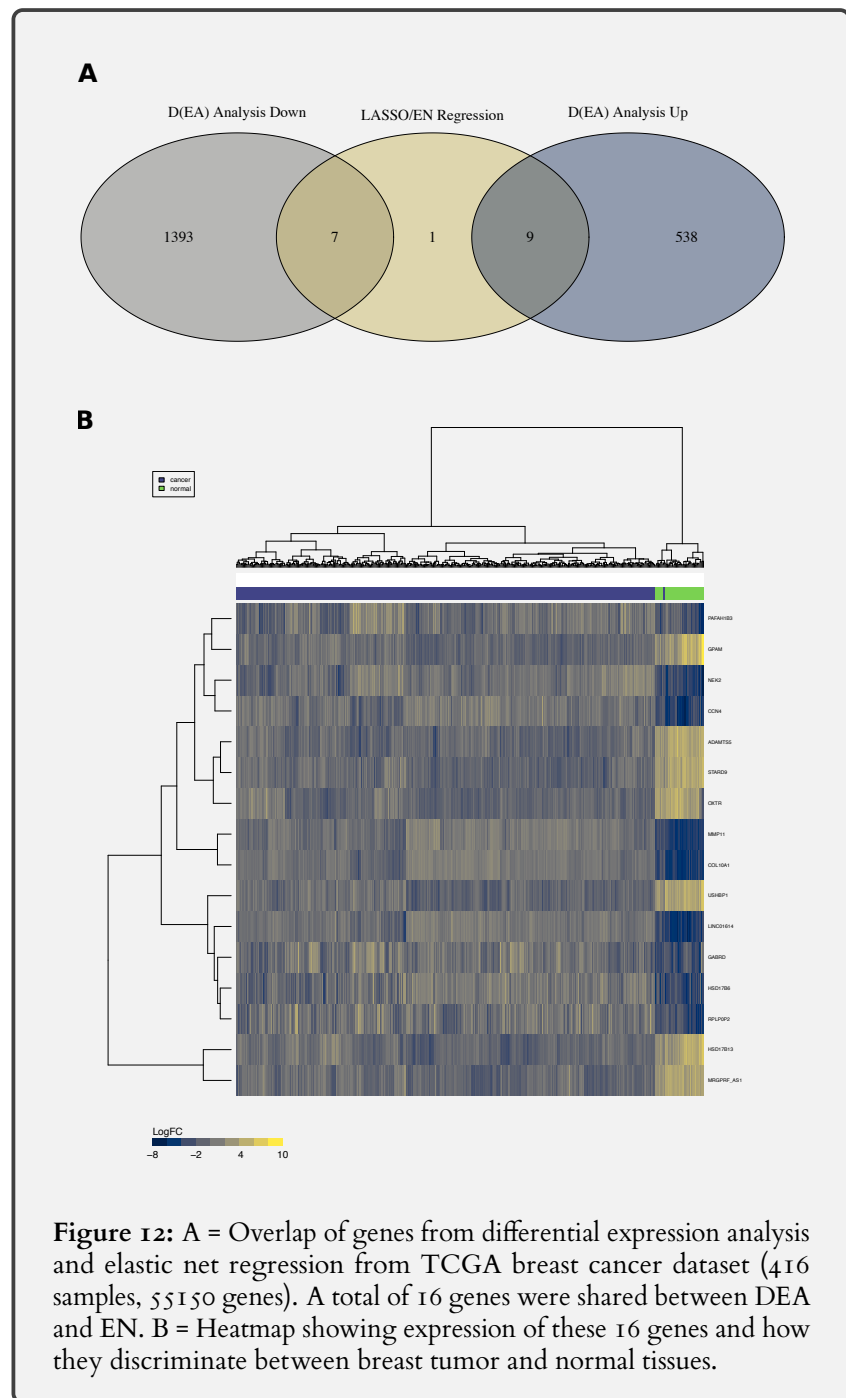 A
D(EA) Analysis Down
LASSO/EN Regression
D(EA) Analysis Up
1393
7
1
9
538
B
cancer
normal
PAFAH1B3
GPAM
NEK2
CCN4
ADAMTS5
STARD9
OXTR
MMP11
COL10A1
USHBP1
LINC01614
GABRD
HSD17B6
RPLP0P2
HSD17B13
MRGPRF_AS1
LogFC
−8 −2 4 10
Figure 12: A = Overlap of genes from differential expression analysis
and elastic net regression from TCGA breast cancer dataset (416
samples, 55150 genes). A total of 16 genes were shared between DEA
and EN. B = Heatmap showing expression of these 16 genes and how
they discriminate between breast tumor and normal tissues.